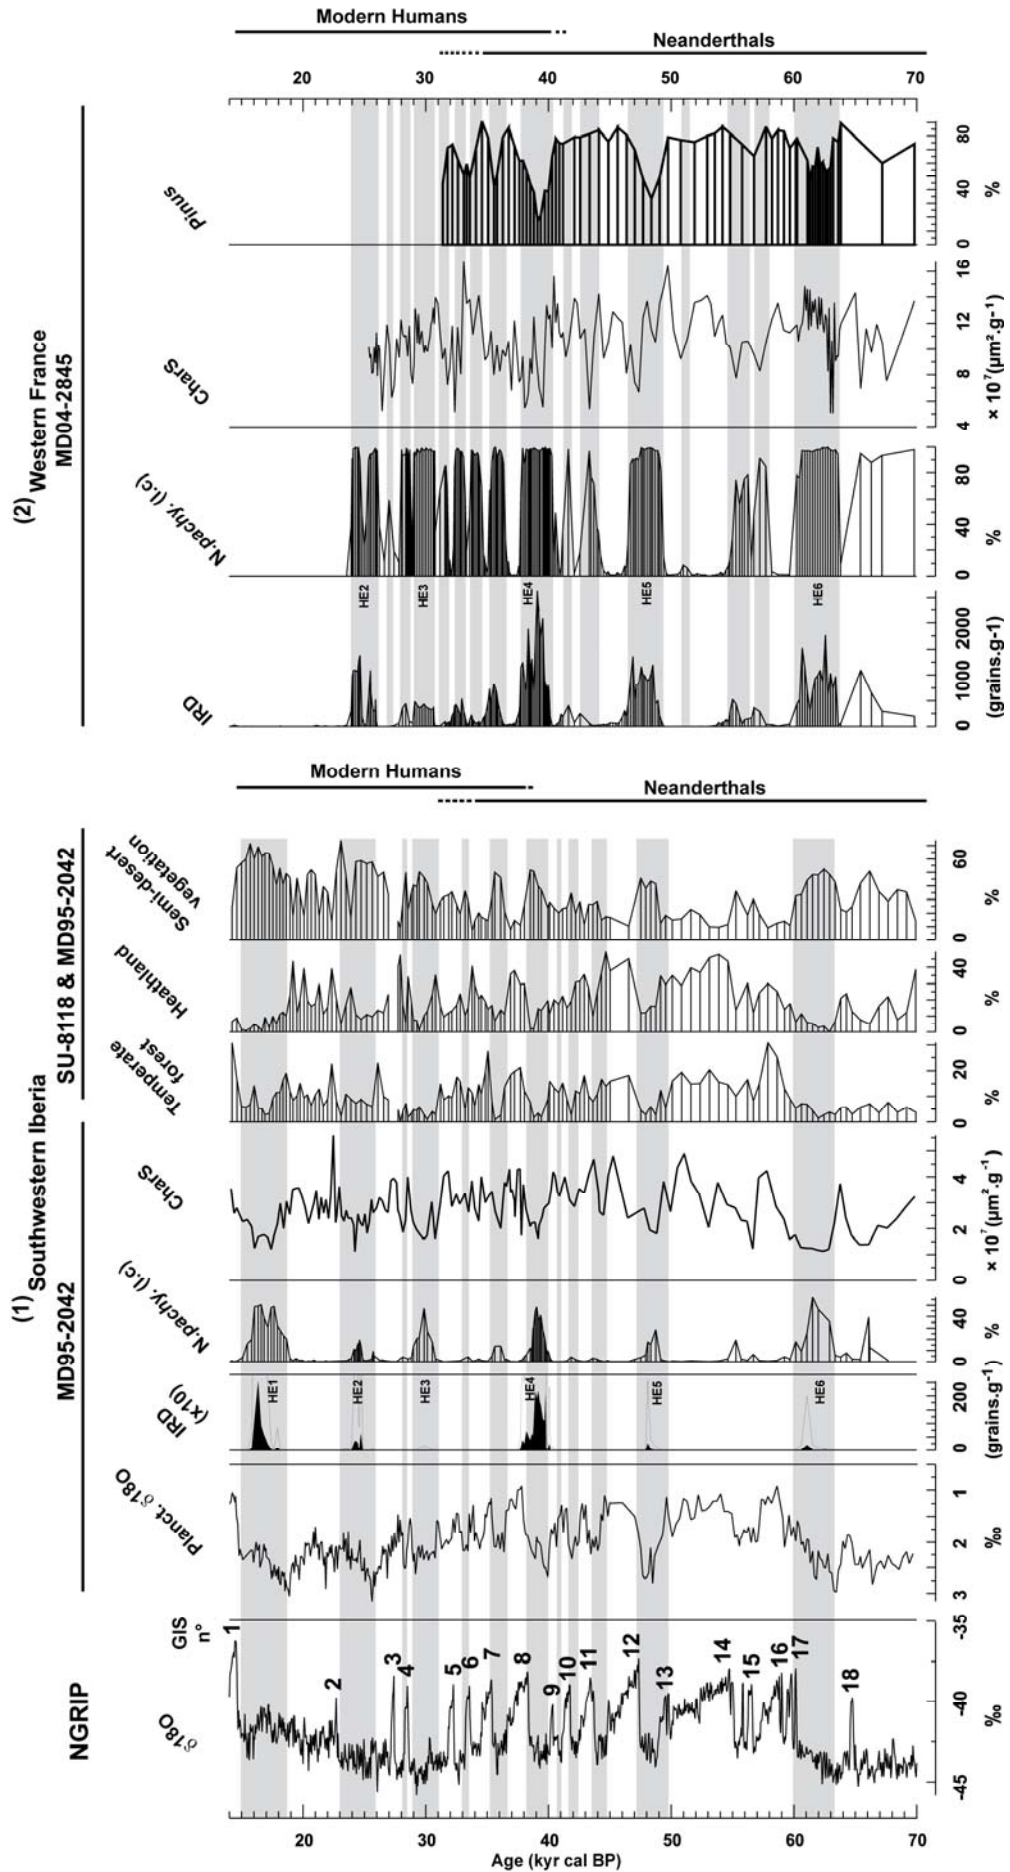 Modern Humans
Neanderthals
20 30 40 50 60 70
(2) Western France
MD04-2845
Pinus
0 40 80
%
CharS
4 8 12 16
× 10⁷(µm².g⁻¹)
N.pachy. (l.c)
0 40 80
%
HE2 HE3 HE4 HE5 HE6
IRD
0 1000 2000
(grains.g-1)
Modern Humans
Neanderthals
(1) Southwestern Iberia
SU-8118 & MD95-2042
MD95-2042
Semi-desert
vegetation
0 60
%
Heathland
0 40
%
Temperate
forest
0 20
%
CharS
0 2 4
× 10⁷(µm².g⁻¹)
N.pachy. (l.c)
0 40
%
IRD
(x10)
HE1 HE2 HE3 HE4 HE5 HE6
0 200
(grains.g⁻¹)
Planct. δ18O
1 2 3
‰
NGRIP
GIS
n°
1 2 3 4 5 6 7 8 9 10 11 12 13 14 15 16 17 18
δ18O
-35 -40 -45
‰
20 30 40 50 60 70
Age (kyr cal BP)